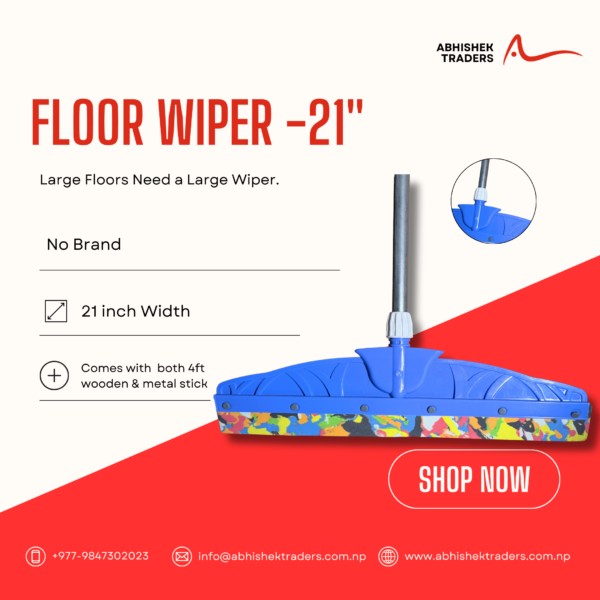 ABHISHEK
TRADERS
FLOOR WIPER -21"
Large Floors Need a Large Wiper.
No Brand
21 inch Width
Comes with both 4ft
wooden & metal stick
SHOP NOW
+977-9847302023
info@abhishektraders.com.np
www.abhishektraders.com.np